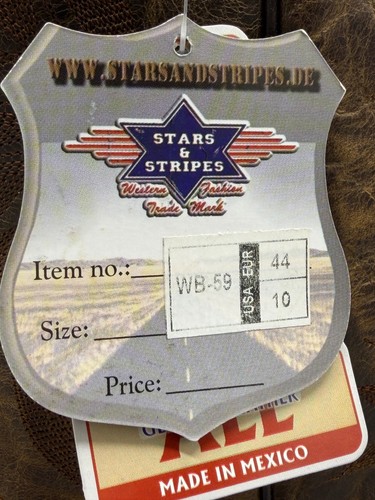 WWW.STARSANDSTRIPES.DE
STARS
&
STRIPES
Western Fashion
Trade Mark
Item no.:
WB-59
USA EUR
44
10
Size:
Price:
MADE IN MEXICO